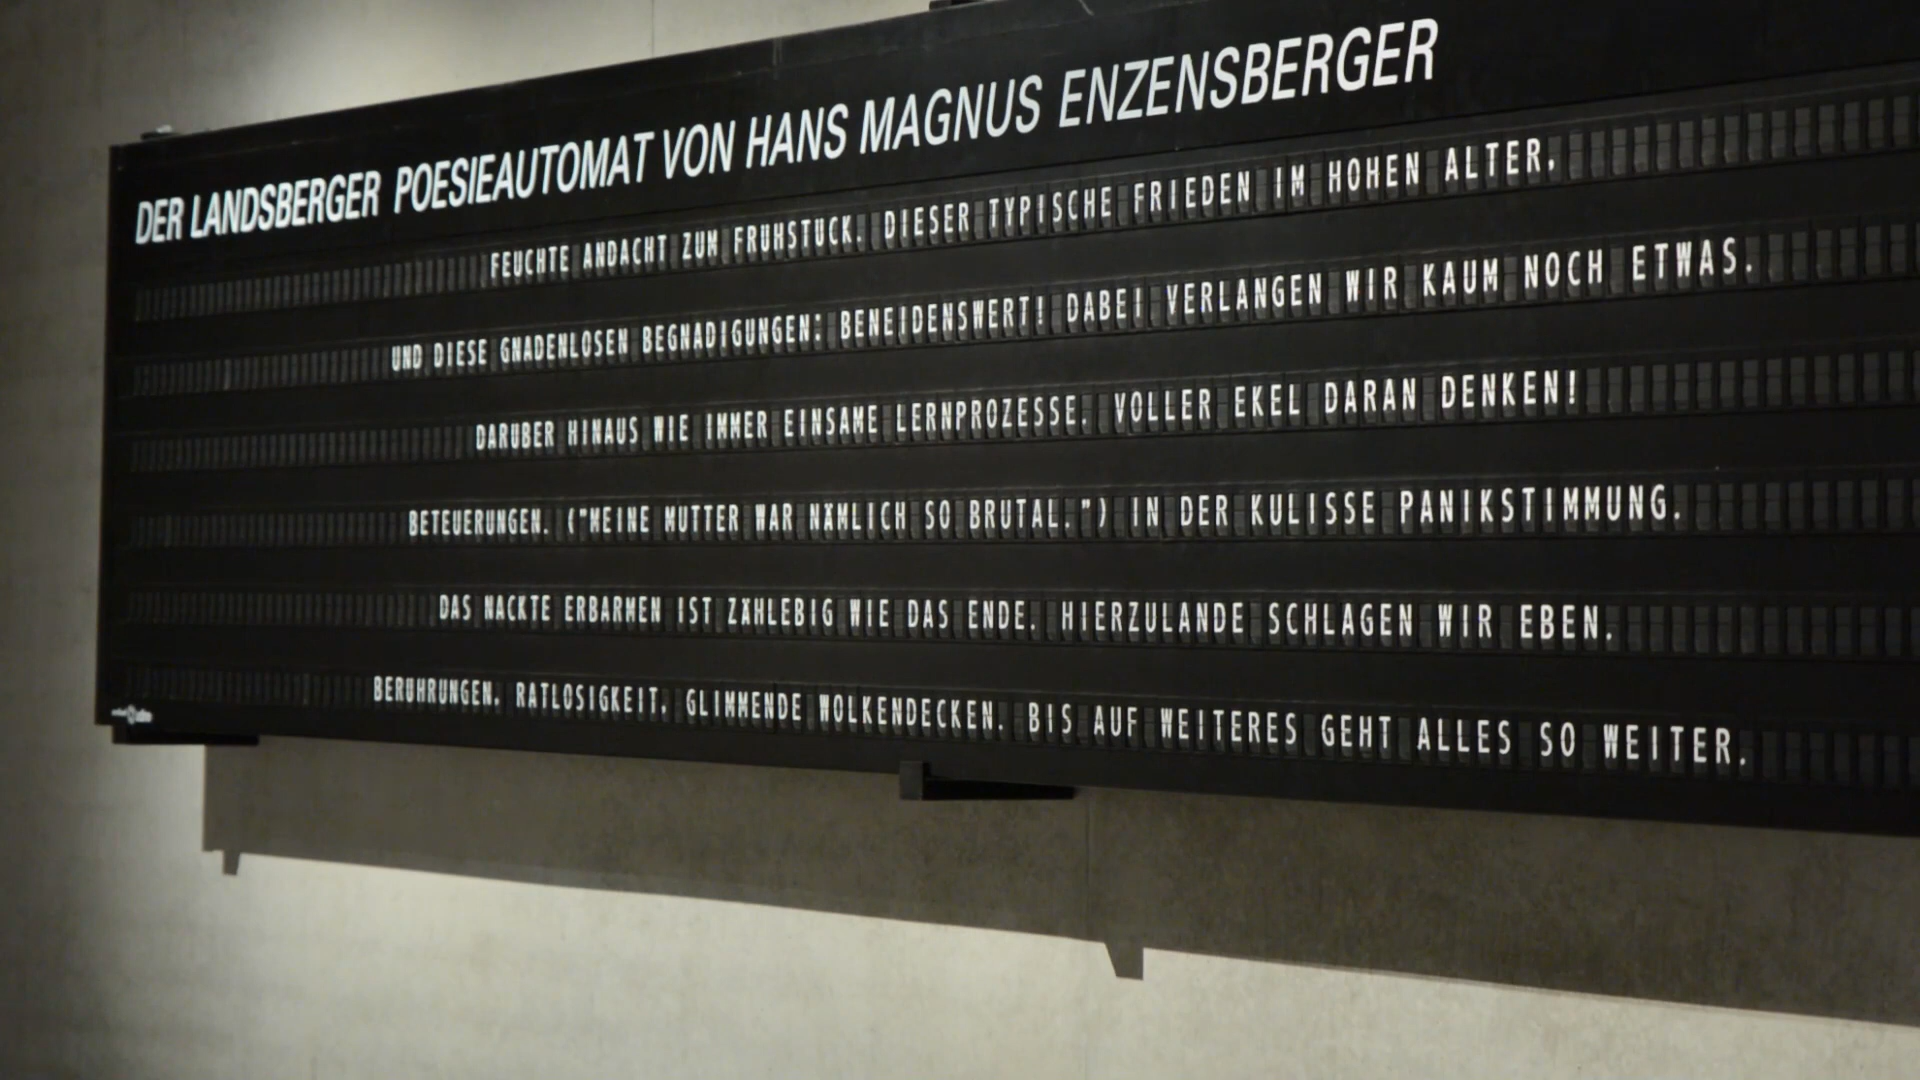 DER LANDSBERGER POESIEAUTOMAT VON HANS MAGNUS ENZENSBERGER
FEUCHTE ANDACHT ZUM FRÜHSTÜCK. DIESER TYPISCHE FRIEDEN IM HOHEN ALTER,
UND DIESE GNADENLOSEN BEGNADIGUNGEN: BENEIDENSWERT! DABEI VERLANGEN WIR KAUM NOCH ETWAS.
DARÜBER HINAUS WIE IMMER EINSAME LERNPROZESSE. VOLLER EKEL DARAN DENKEN!
BETEUERUNGEN. ("MEINE MUTTER WAR NÄMLICH SO BRUTAL.") IN DER KULISSE PANIKSTIMMUNG.
DAS NACKTE ERBARMEN IST ZÄHLEBIG WIE DAS ENDE. HIERZULANDE SCHLAGEN WIR EBEN.
BERÜHRUNGEN, RATLOSIGKEIT, GLIMMENDE WOLKENDECKEN. BIS AUF WEITERES GEHT ALLES SO WEITER.